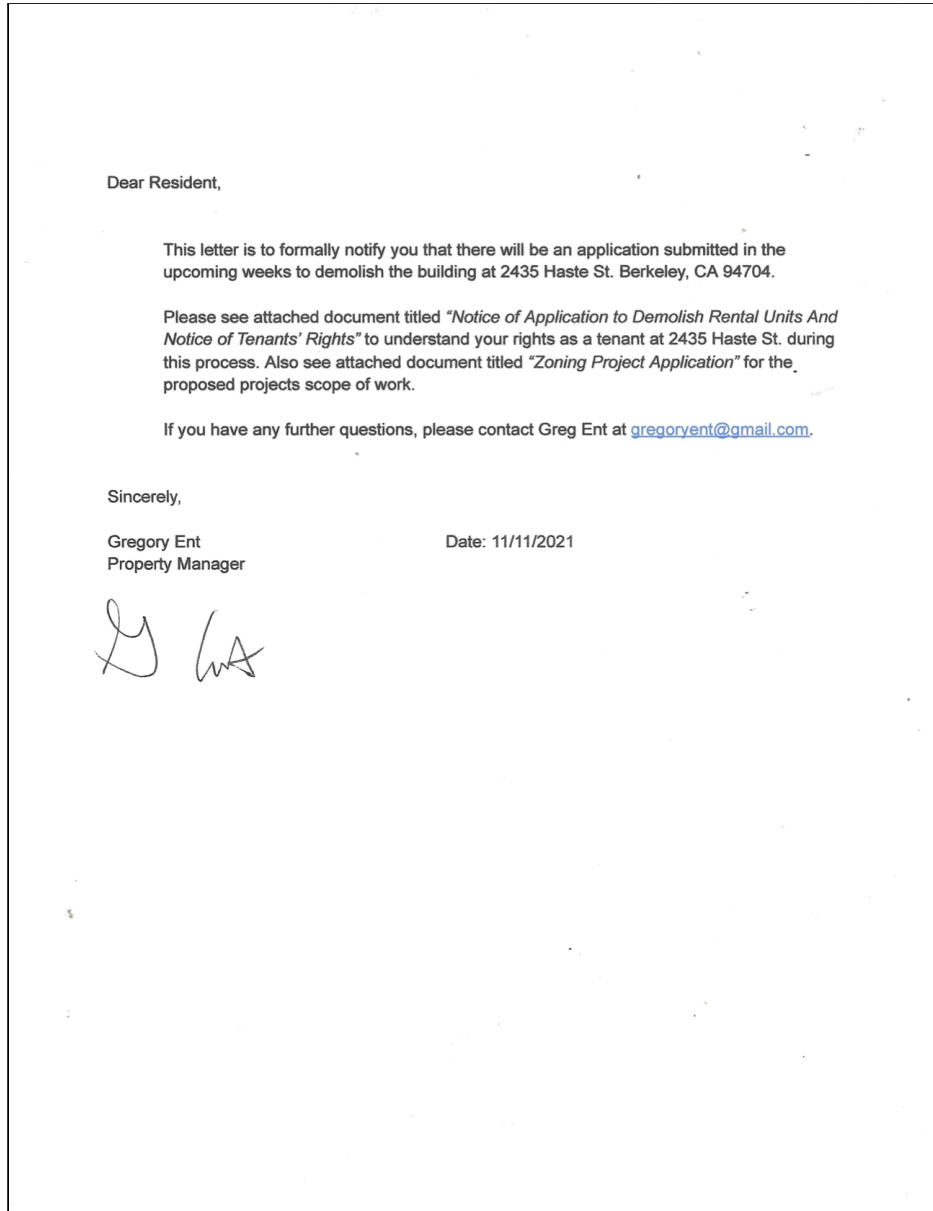 Dear Resident,
This letter is to formally notify you that there will be an application submitted in the
upcoming weeks to demolish the building at 2435 Haste St. Berkeley, CA 94704.
Please see attached document titled “Notice of Application to Demolish Rental Units And
Notice of Tenants’ Rights” to understand your rights as a tenant at 2435 Haste St. during
this process. Also see attached document titled “Zoning Project Application” for the
proposed projects scope of work.
If you have any further questions, please contact Greg Ent at gregoryent@gmail.com.
Sincerely,
Gregory Ent Date: 11/11/2021
Property Manager
G Ent